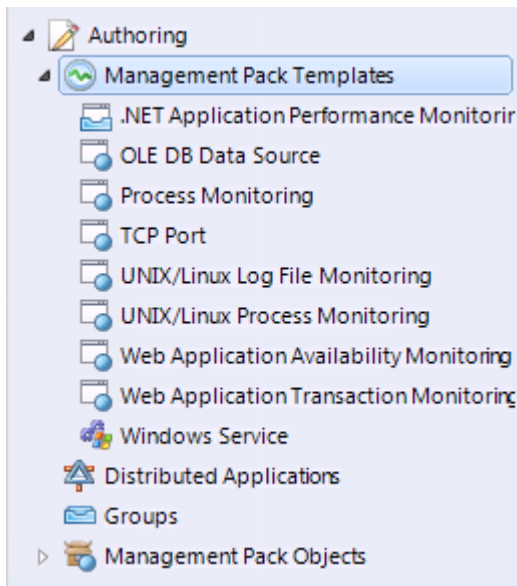 Authoring
Management Pack Templates
.NET Application Performance Monitorin
OLE DB Data Source
Process Monitoring
TCP Port
UNIX/Linux Log File Monitoring
UNIX/Linux Process Monitoring
Web Application Availability Monitoring
Web Application Transaction Monitoring
Windows Service
Distributed Applications
Groups
Management Pack Objects